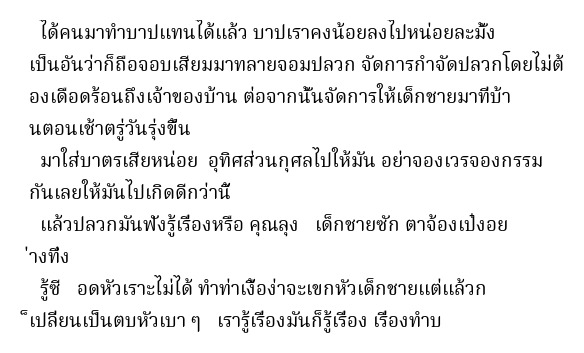 ได้คนมาทำบาปแทนได้แล้ว บาปเราคงน้อยลงไปหน่อยละมั้ง
เป็นอันว่าก็ถือจอบเสียมมาทลายจอมปลวก จัดการกำจัดปลวกโดยไม่ต้
องเดือดร้อนถึงเจ้าของบ้าน ต่อจากนั้นจัดการให้เด็กชายมาที่บ้า
นตอนเช้าตรู่วันรุ่งขึ้น
มาใส่บาตรเสียหน่อย อุทิศส่วนกุศลไปให้มัน อย่าจองเวรจองกรรม
กันเลยให้มันไปเกิดดีกว่านี้
แล้วปลวกมันฟังรู้เรื่องหรือ คุณลุง เด็กชายซัก ตาจ้องเป๋งอย
่างทึ่ง
รู้ซี อดหัวเราะไม่ได้ ทำท่าเงื้อง่าจะเขกหัวเด็กชายแต่แล้วก
็เปลี่ยนเป็นตบหัวเบา ๆ เรารู้เรื่องมันก็รู้เรื่อง เรื่องทำบ